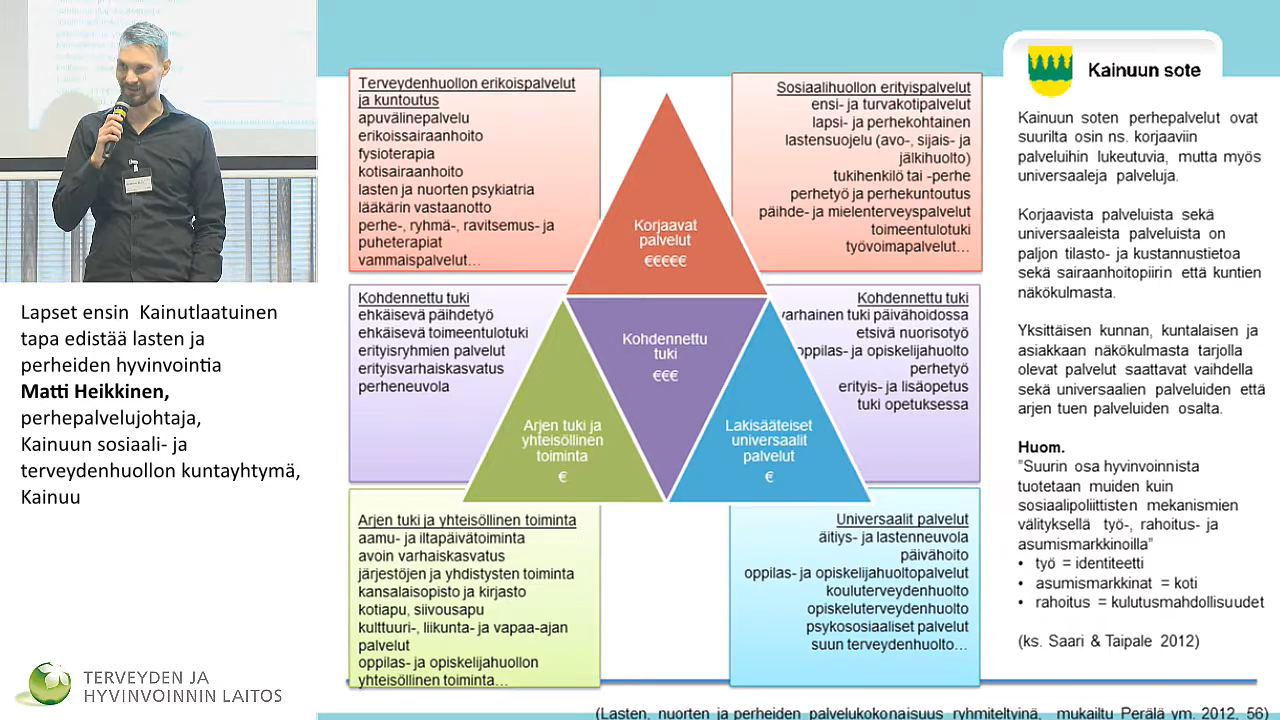 Kainuun sote
Terveydenhuollon erikoispalvelut
ja kuntoutus
apuvälinepalvelu
erikoissairaanhoito
fysioterapia
kotisairaanhoito
lasten ja nuorten psykiatria
lääkärin vastaanotto
perhe-, ryhmä-, ravitsemus- ja
puheterapiat
vammaispalvelut…
Sosiaalihuollon erityispalvelut
ensi- ja turvakotipalvelut
lapsi- ja perhekohtainen
lastensuojelu (avo-, sijais- ja
jälkihuolto)
tukihenkilö tai -perhe
perhetyö ja perhekuntoutus
päihde- ja mielenterveyspalvelut
toimeentulotuki
työvoimapalvelut…
Korjaavat
palvelut
€€€€€
Kohdennettu tuki
ehkäisevä päihdetyö
ehkäisevä toimeentulotuki
erityisryhmien palvelut
erityisvarhaiskasvatus
perheneuvola
Kohdennettu
tuki
€€€
Kohdennettu tuki
varhainen tuki päivähoidossa
etsivä nuorisotyö
oppilas- ja opiskelijahuolto
perhetyö
erityis- ja lisäopetus
tuki opetuksessa
Arjen tuki ja
yhteisöllinen
toiminta
€
Lakisääteiset
universaalit
palvelut
€
Arjen tuki ja yhteisöllinen toiminta
aamu- ja iltapäivätoiminta
avoin varhaiskasvatus
järjestöjen ja yhdistysten toiminta
kansalaisopisto ja kirjasto
kotiapu, siivousapu
kulttuuri-, liikunta- ja vapaa-ajan
palvelut
oppilas- ja opiskelijahuollon
yhteisöllinen toiminta…
Universaalit palvelut
äitiys- ja lastenneuvola
päivähoito
oppilas- ja opiskelijahuoltopalvelut
kouluterveydenhuolto
opiskeluterveydenhuolto
psykososiaaliset palvelut
suun terveydenhuolto…
Kainuun soten perhepalvelut ovat
suurilta osin ns. korjaaviin
palveluihin lukeutuvia, mutta myös
universaaleja palveluja.
Korjaavista palveluista sekä
universaaleista palveluista on
paljon tilasto- ja kustannustietoa
sekä sairaanhoitopiirin että kuntien
näkökulmasta.
Yksittäisen kunnan, kuntalaisen ja
asiakkaan näkökulmasta tarjolla
olevat palvelut saattavat vaihdella
sekä universaalien palveluiden että
arjen tuen palveluiden osalta.
Huom.
”Suurin osa hyvinvoinnista
tuotetaan muiden kuin
sosiaalipoliittisten mekanismien
välityksellä työ-, rahoitus- ja
asumismarkkinoilla”
• työ = identiteetti
• asumismarkkinat = koti
• rahoitus = kulutusmahdollisuudet
(ks. Saari & Taipale 2012)
(Lasten, nuorten ja perheiden palvelukokonaisuus ryhmiteltyinä, mukailtu Perälä ym. 2012, 56)
Lapset ensin Kainutlaatuinen
tapa edistää lasten ja
perheiden hyvinvointia
Matti Heikkinen,
perhepalvelujohtaja,
Kainuun sosiaali- ja
terveydenhuollon kuntayhtymä,
Kainuu
TERVEYDEN JA
HYVINVOINNIN LAITOS